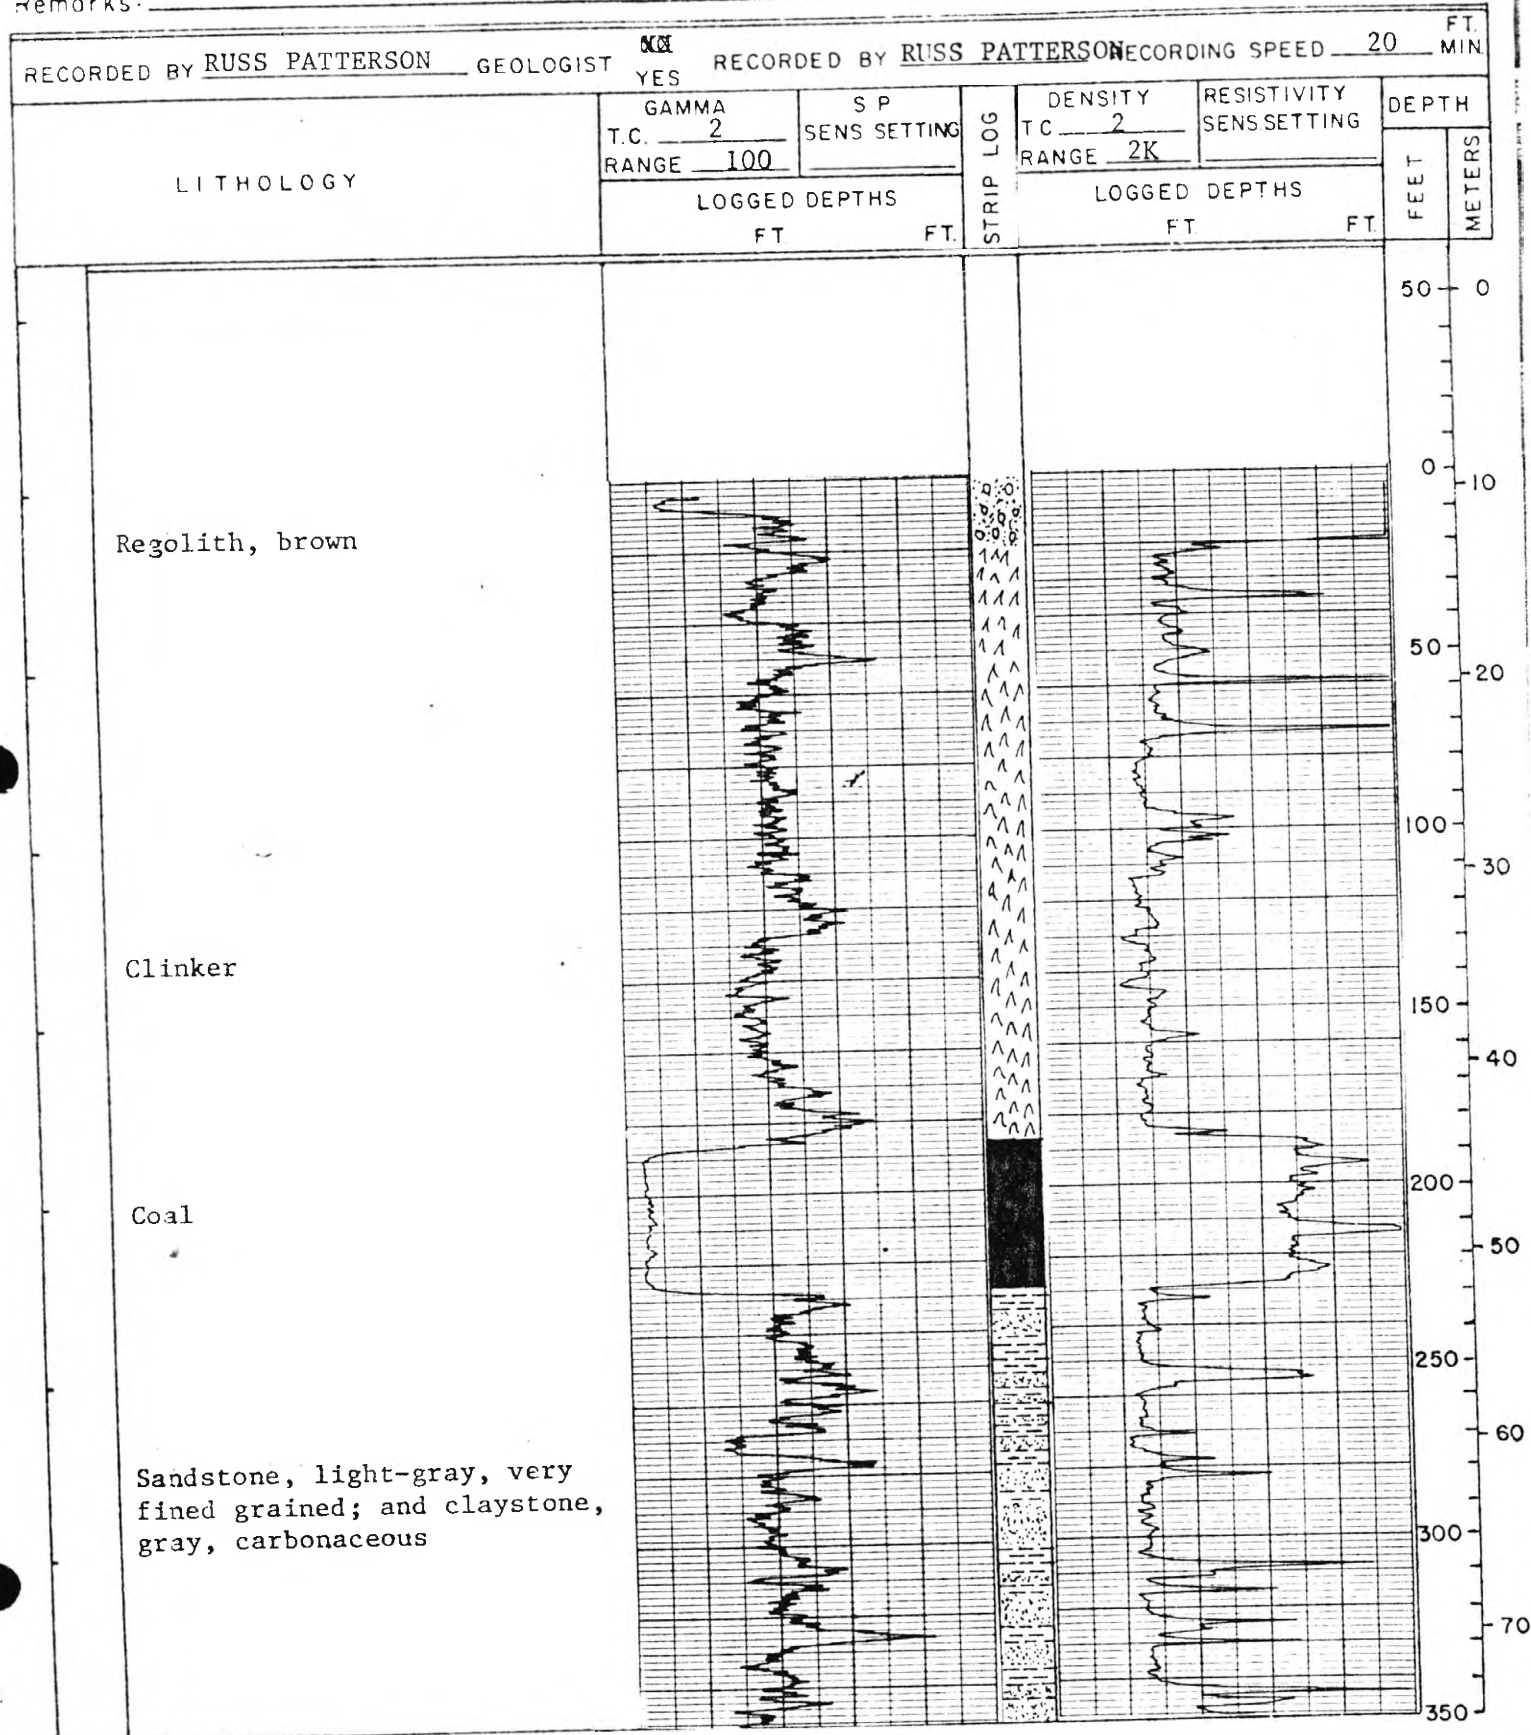 Remarks:
RECORDED BY RUSS PATTERSON GEOLOGIST YES RECORDED BY RUSS PATTERSON RECORDING SPEED 20 FT. MIN.
LITHOLOGY
GAMMA
T.C. 2
RANGE 100
S P
SENS SETTING
LOGGED DEPTHS
FT FT.
STRIP LOG
DENSITY
T C 2
RANGE 2K
RESISTIVITY
SENS.SETTING
LOGGED DEPTHS
FT. FT.
DEPTH
FEET
METERS
50 0
0
10
Regolith, brown
50
20
100
30
Clinker
150
40
200
Coal
50
250
60
Sandstone, light-gray, very
fined grained; and claystone,
gray, carbonaceous
300
70
350